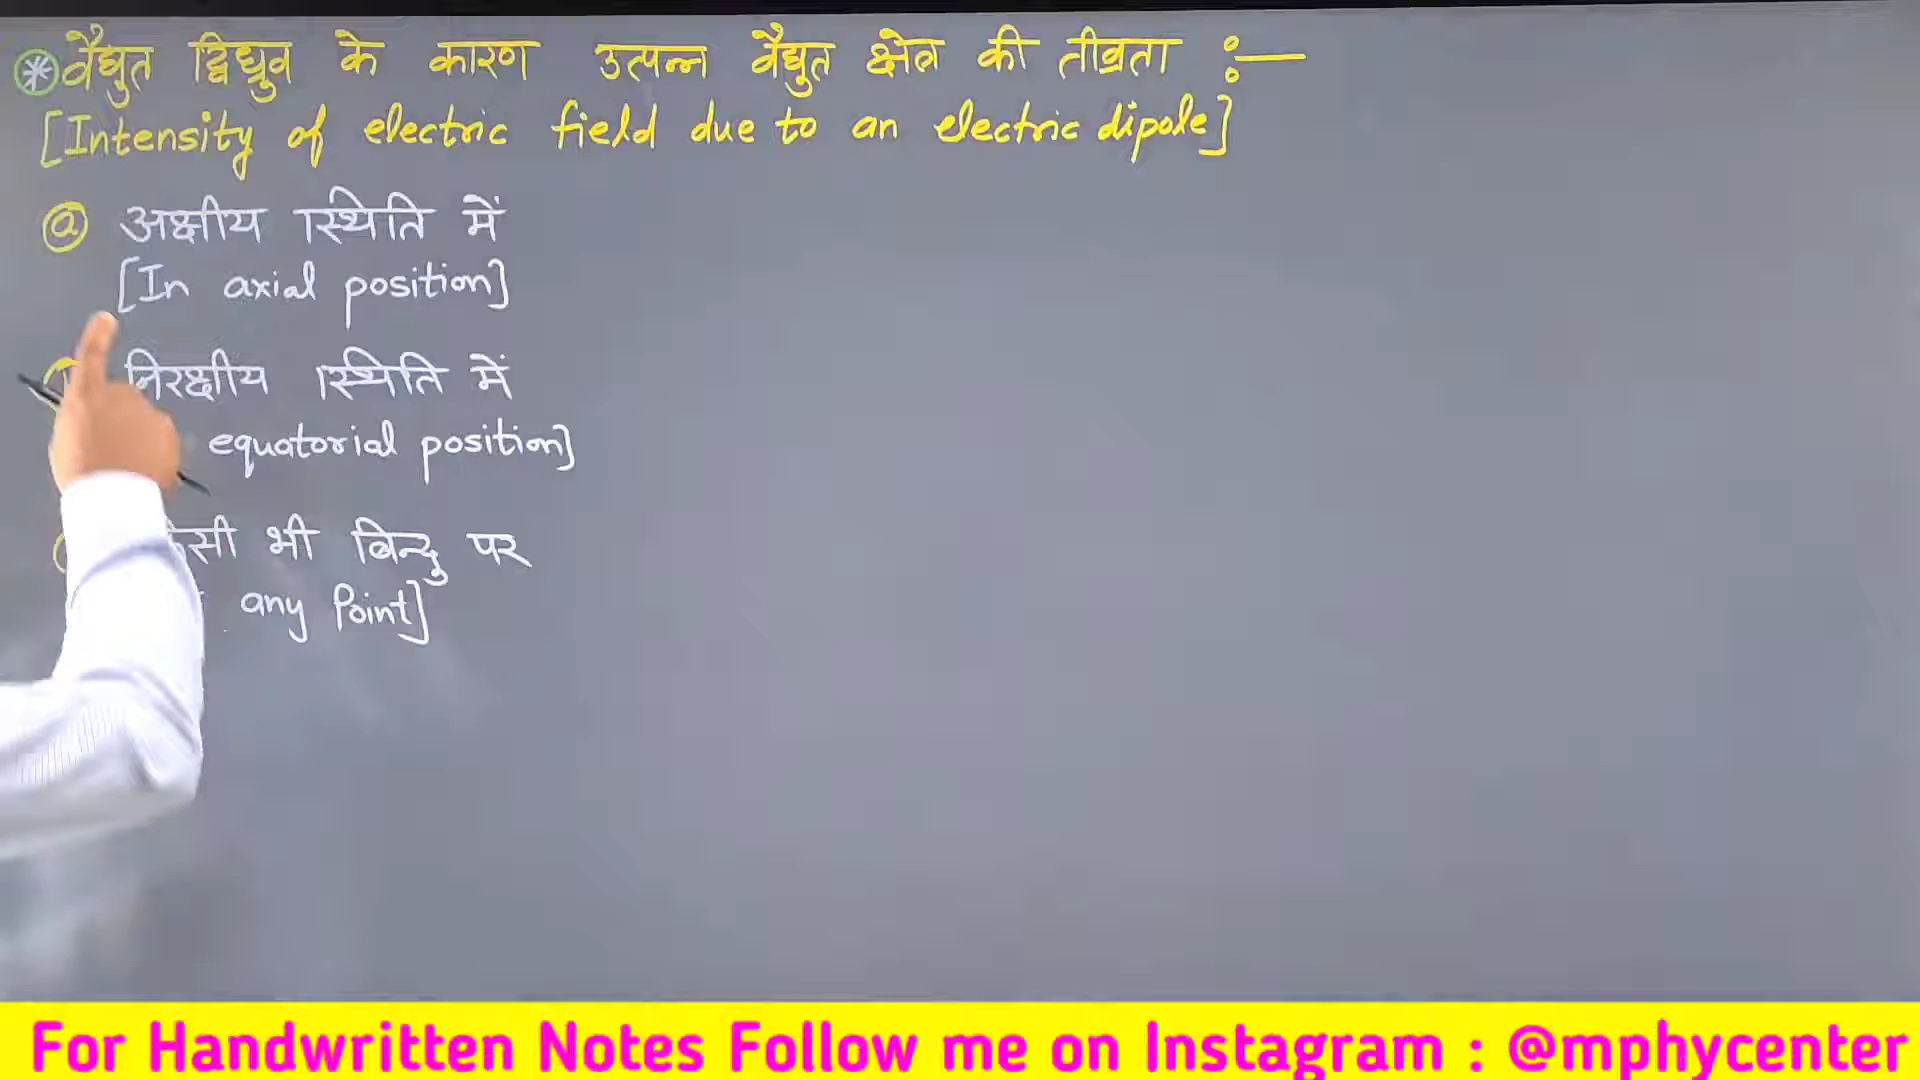 वैद्युत द्विध्रुव के कारण उत्पन्न वैद्युत क्षेत्र की तीव्रता :—
[Intensity of electric field due to an electric dipole]
ⓐ अक्षीय स्थिति में
[In axial position]
निरक्षीय स्थिति में
equatorial position]
भी बिन्दु पर
any Point]
For Handwritten Notes Follow me on Instagram : @mphycenter